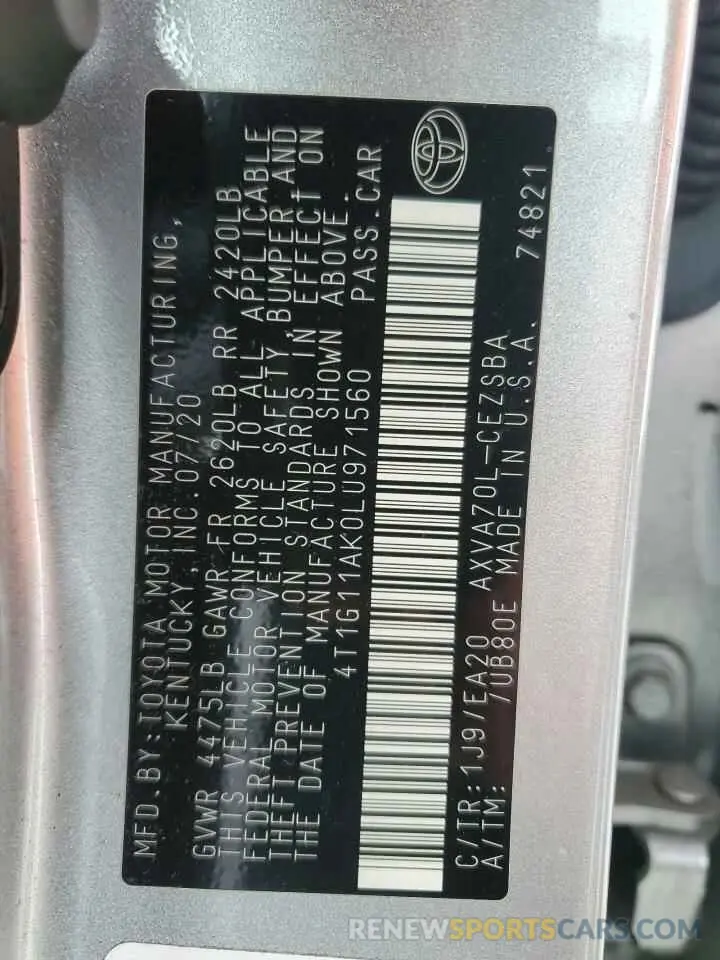 MFD.BY:TOYOTA MOTOR MANUFACTURING,
KENTUCKY,INC.07/20
GVWR 4475LB GAWR FR 2620LB RR 2420LB
THIS VEHICLE CONFORMS TO ALL APPLICABLE
FEDERAL MOTOR VEHICLE SAFETY,BUMPER AND
THEFT PREVENTION STANDARDS IN EFFECT ON
THE DATE OF MANUFACTURE SHOWN ABOVE.
4T1G11AK0LU971560 PASS.CAR
C/TR:1J9/EA20 AXVA70L-CEZSBA
A/TM: /UB80E MADE IN U.S.A. 74821
RENEWSPORTSCARS.COM